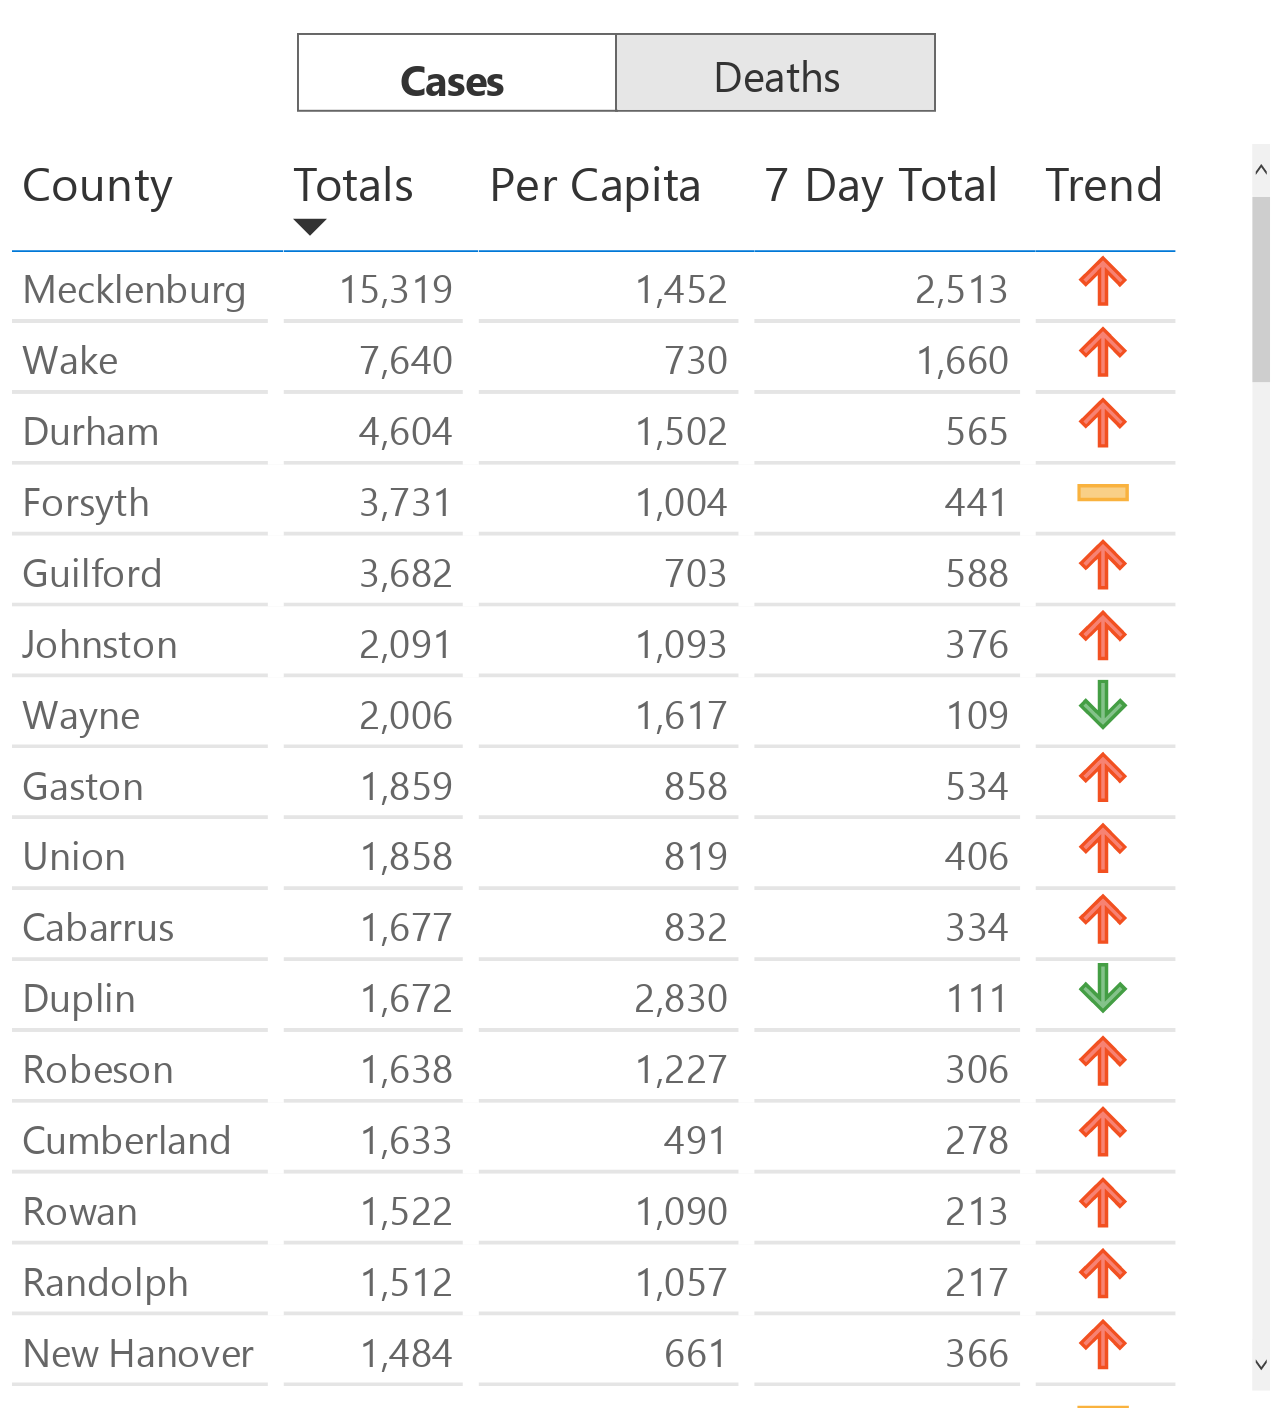 Cases Deaths
County Totals Per Capita 7 Day Total Trend
Mecklenburg 15,319 1,452 2,513
Wake 7,640 730 1,660
Durham 4,604 1,502 565
Forsyth 3,731 1,004 441
Guilford 3,682 703 588
Johnston 2,091 1,093 376
Wayne 2,006 1,617 109
Gaston 1,859 858 534
Union 1,858 819 406
Cabarrus 1,677 832 334
Duplin 1,672 2,830 111
Robeson 1,638 1,227 306
Cumberland 1,633 491 278
Rowan 1,522 1,090 213
Randolph 1,512 1,057 217
New Hanover 1,484 661 366